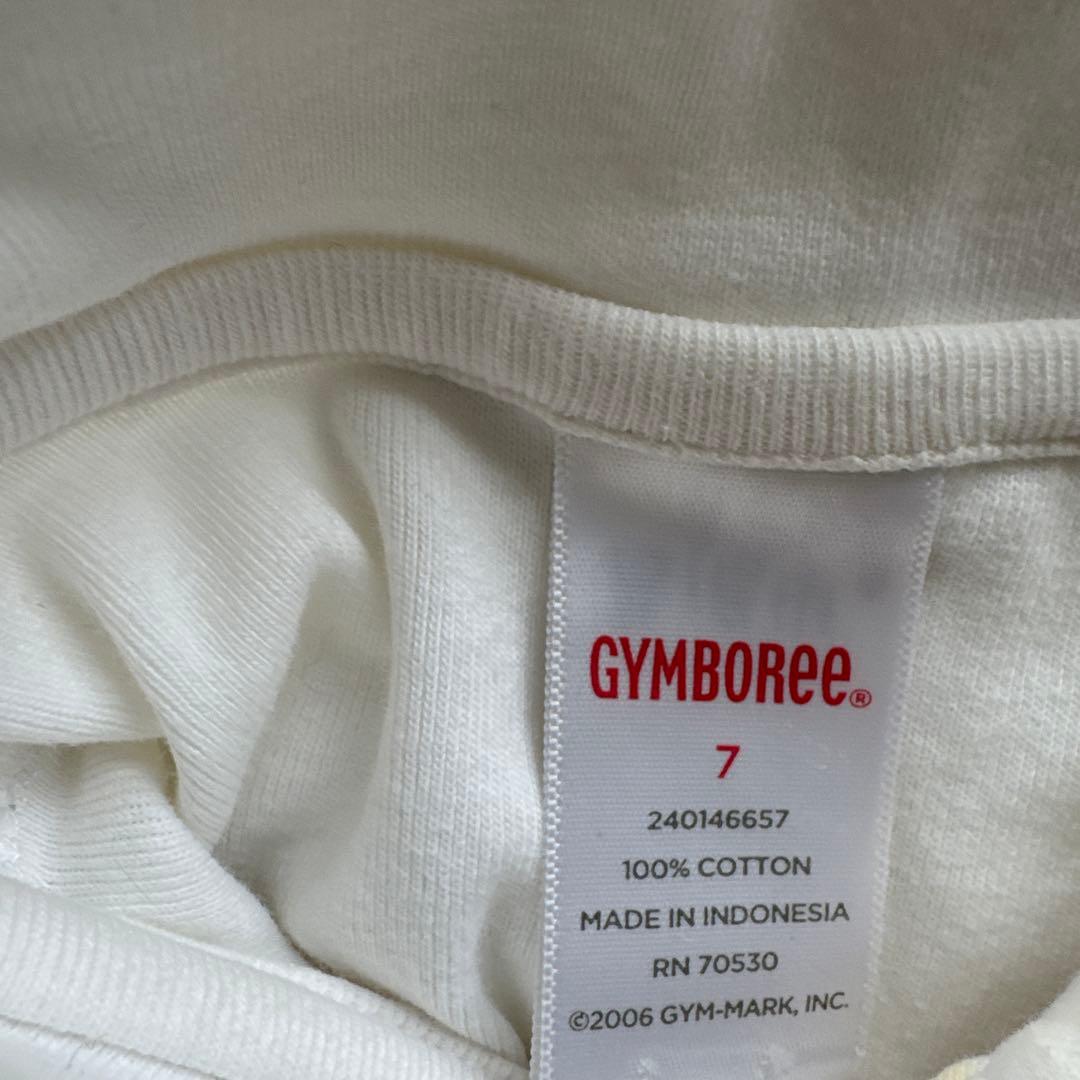 GYMBOREE®
7
240146657
100% COTTON
MADE IN INDONESIA
RN 70530
©2006 GYM-MARK, INC.